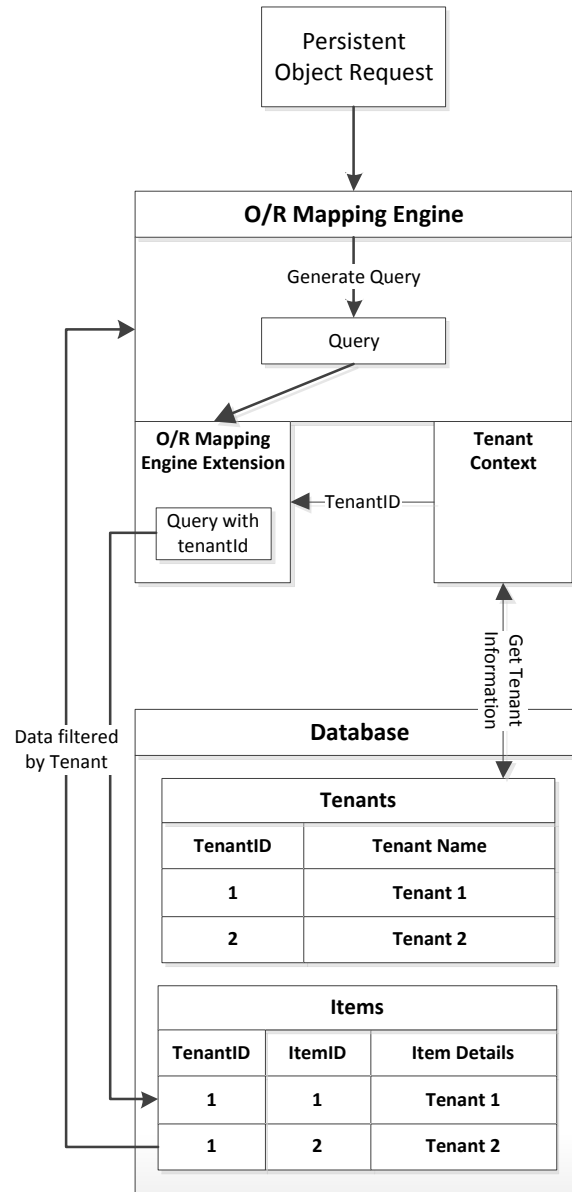 Persistent
Object Request
O/R Mapping Engine
Generate Query
Query
O/R Mapping
Engine Extension
Tenant
Context
TenantID
Query with
tenantId
Get Tenant
Information
Data filtered
by Tenant
Database
Tenants
TenantID Tenant Name
1 Tenant 1
2 Tenant 2
Items
TenantID ItemID Item Details
1 1 Tenant 1
1 2 Tenant 2